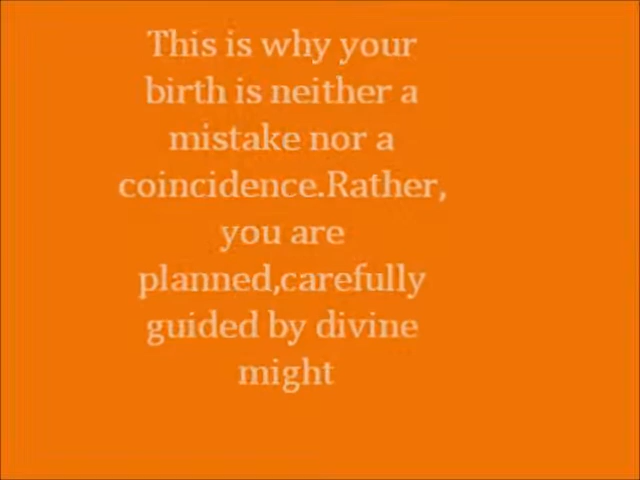 This is why your
birth is neither a
mistake nor a
coincidence.Rather,
you are
planned,carefully
guided by divine
might